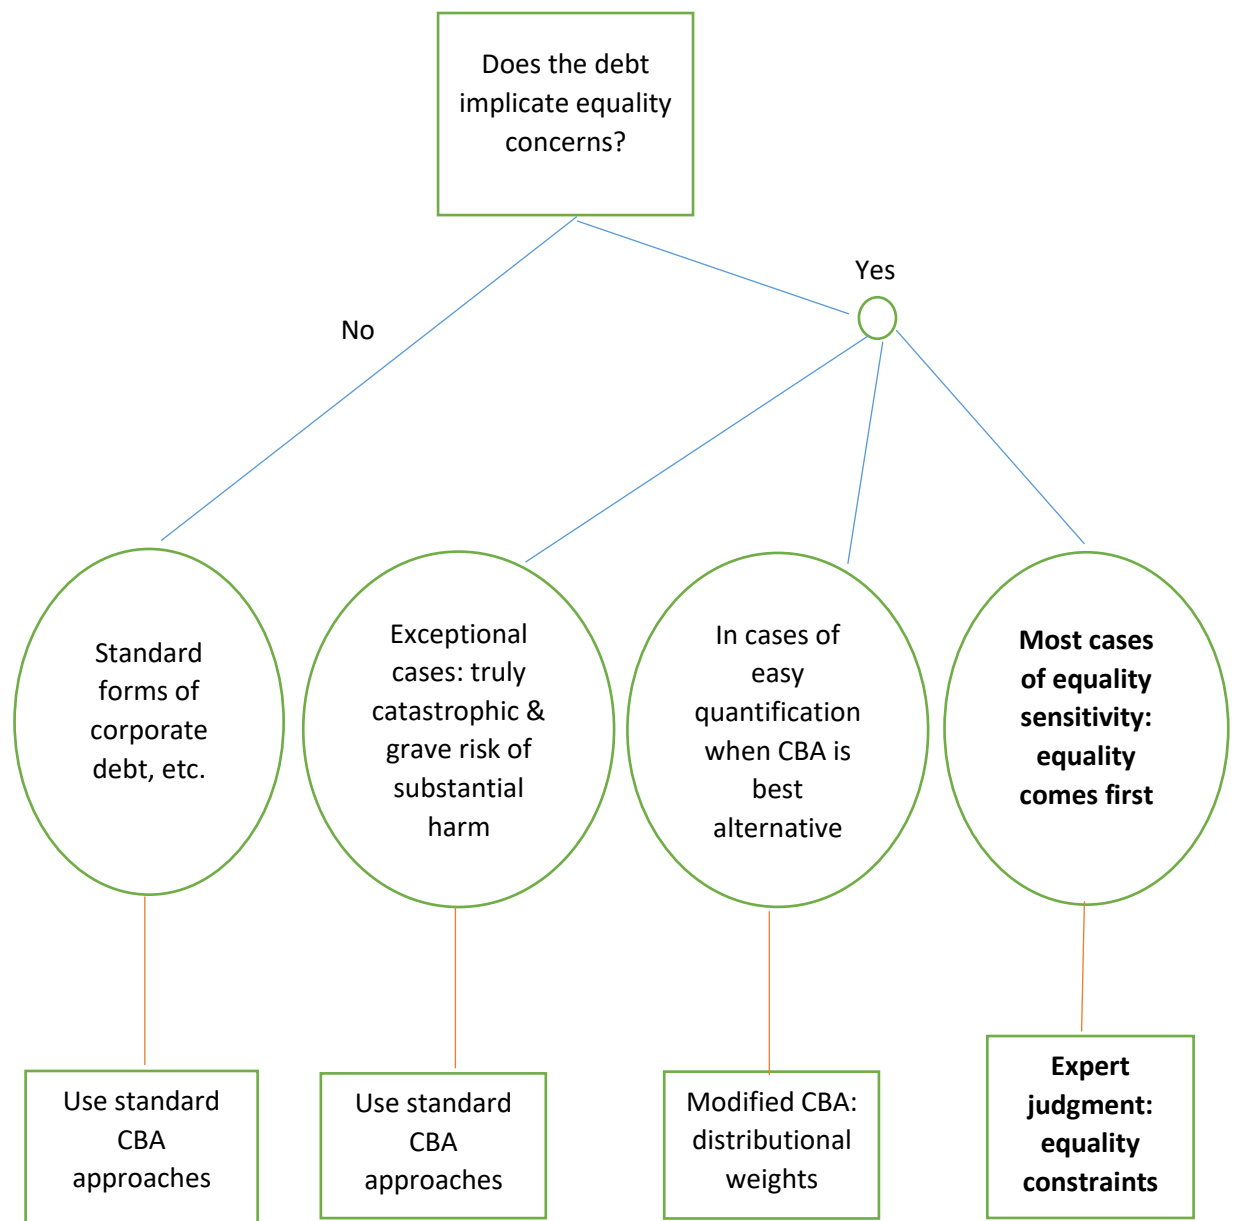 Does the debt
implicate equality
concerns?
Yes
No
Standard
forms of
corporate
debt, etc.
Exceptional
cases: truly
catastrophic &
grave risk of
substantial
harm
In cases of
easy
quantification
when CBA is
best
alternative
Most cases
of equality
sensitivity:
equality
comes first
Use standard
CBA
approaches
Use standard
CBA
approaches
Modified CBA:
distributional
weights
Expert
judgment:
equality
constraints